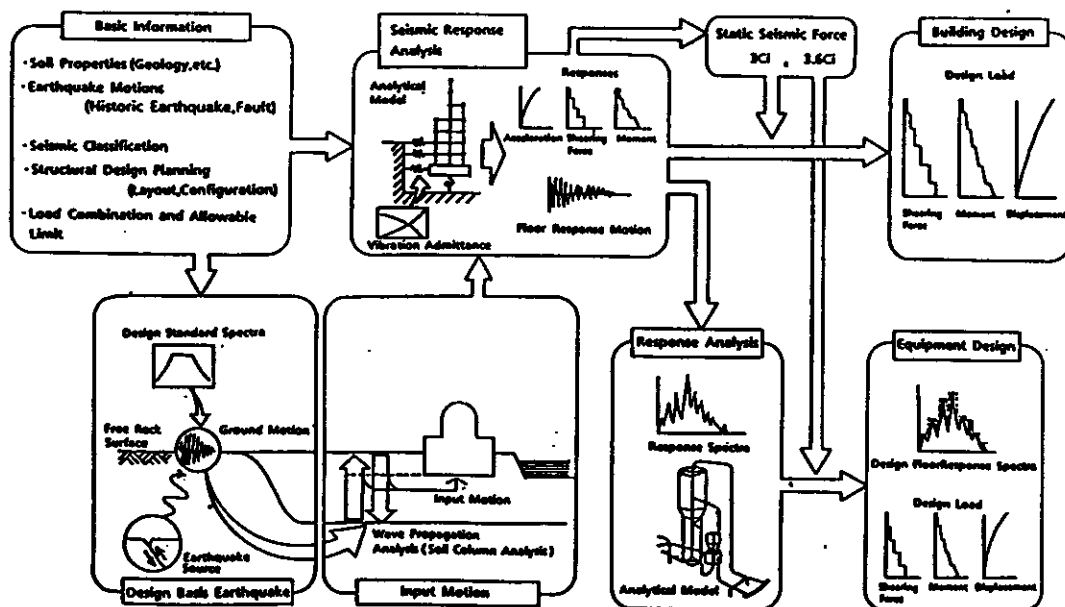 Basic Information
·Soil Properties(Geology,etc.)
·Earthquake Motions
(Historic Earthquake,Fault)
·Seismic Classification
·Structural Design Planning
(Layout,Configuration)
·Load Combination and Allowable
Limit
Seismic Response
Analysis
Analytical
Model
Responses
Acceleration
Sheering
Force
Moment
Floor Response Motion
Vibration Admittance
Static Seismic Force
3Ci , 3.6Ci
Building Design
Design Load
Sheering
Force
Moment
Displacement
Design Standard Spectra
Free Rock
Surface
Ground Motion
Earthquake
Source
Design Basis Earthquake
Input Motion
Wave Propagation
Analysis(Soil Column Analysis)
Input Motion
Response Analysis
Response Spectra
Analytical Model
Equipment Design
Design FloorResponse Spectra
Design Load
Sheering
Force
Moment
Displacement